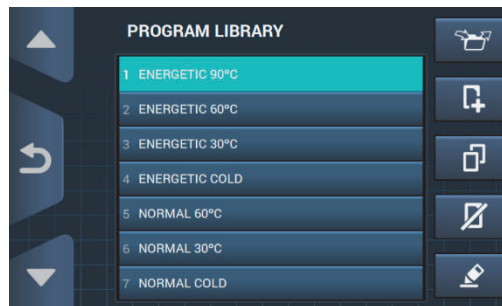 PROGRAM LIBRARY
1 ENERGETIC 90ºC
2 ENERGETIC 60ºC
3 ENERGETIC 30ºC
4 ENERGETIC COLD
5 NORMAL 60ºC
6 NORMAL 30ºC
7 NORMAL COLD